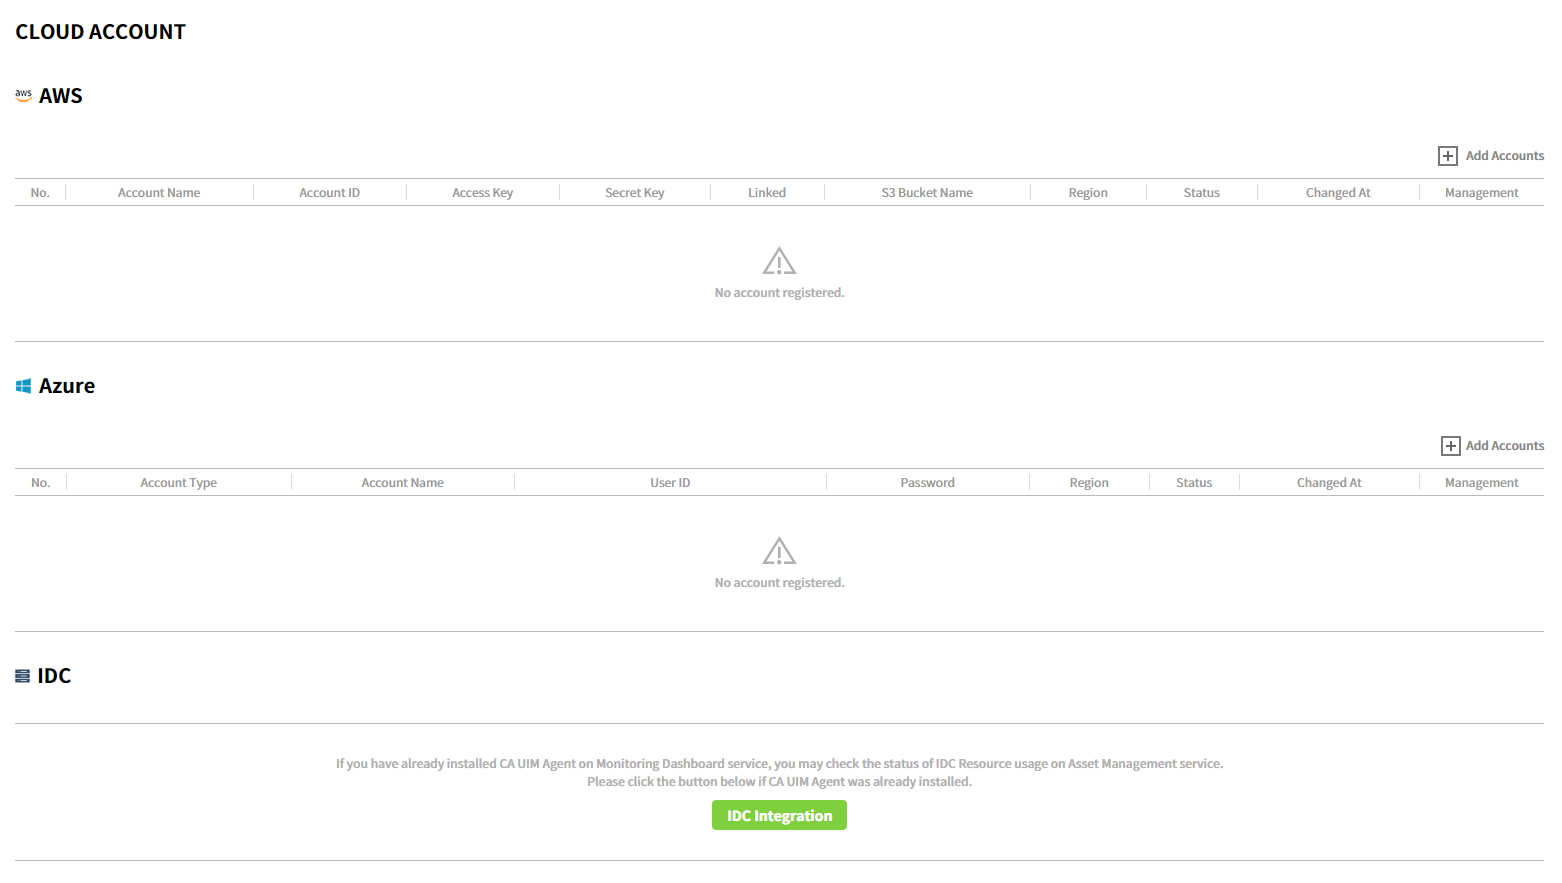 CLOUD ACCOUNT
aws AWS
Add Accounts
No. Account Name Account ID Access Key Secret Key Linked S3 Bucket Name Region Status Changed At Management
No account registered.
Azure
Add Accounts
No. Account Type Account Name User ID Password Region Status Changed At Management
No account registered.
IDC
If you have already installed CA UIM Agent on Monitoring Dashboard service, you may check the status of IDC Resource usage on Asset Management service.
Please click the button below if CA UIM Agent was already installed.
IDC Integration